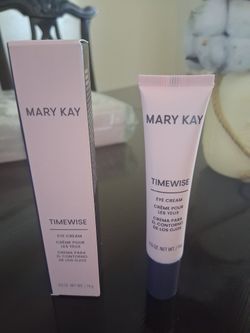 MARY KAY
TIMEWISE
EYE CREAM
CRÈME POUR
LES YEUX
CREMA PARA
EL CONTORNO
DE LOS OJOS
MARY KAY
TIMEWISE
EYE CREAM
CRÈME POUR
LES YEUX
CREMA PARA
EL CONTORNO
DE LOS OJOS